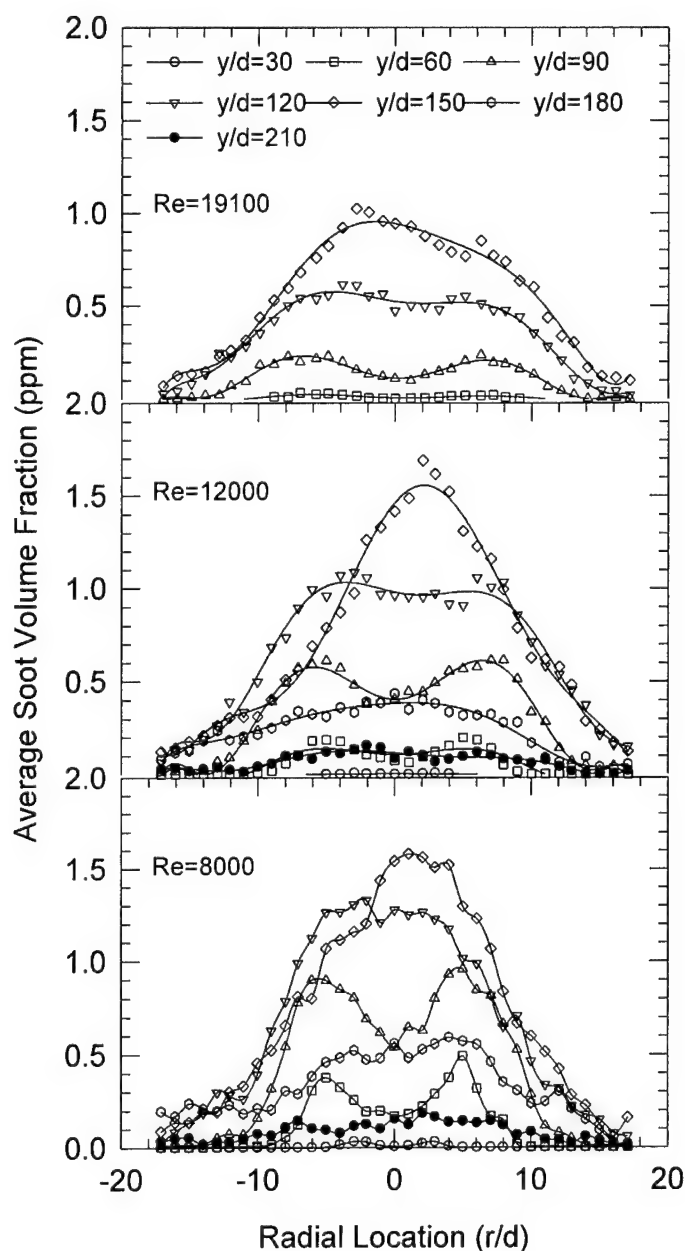 2.0
y/d=30 y/d=60 y/d=90
y/d=120 y/d=150 y/d=180
y/d=210
1.5
Re=19100
1.0
0.5
2.0
Re=12000
1.5
1.0
0.5
2.0
Re=8000
1.5
1.0
0.5
0.0
-20 -10 0 10 20
Average Soot Volume Fraction (ppm)
Radial Location (r/d)